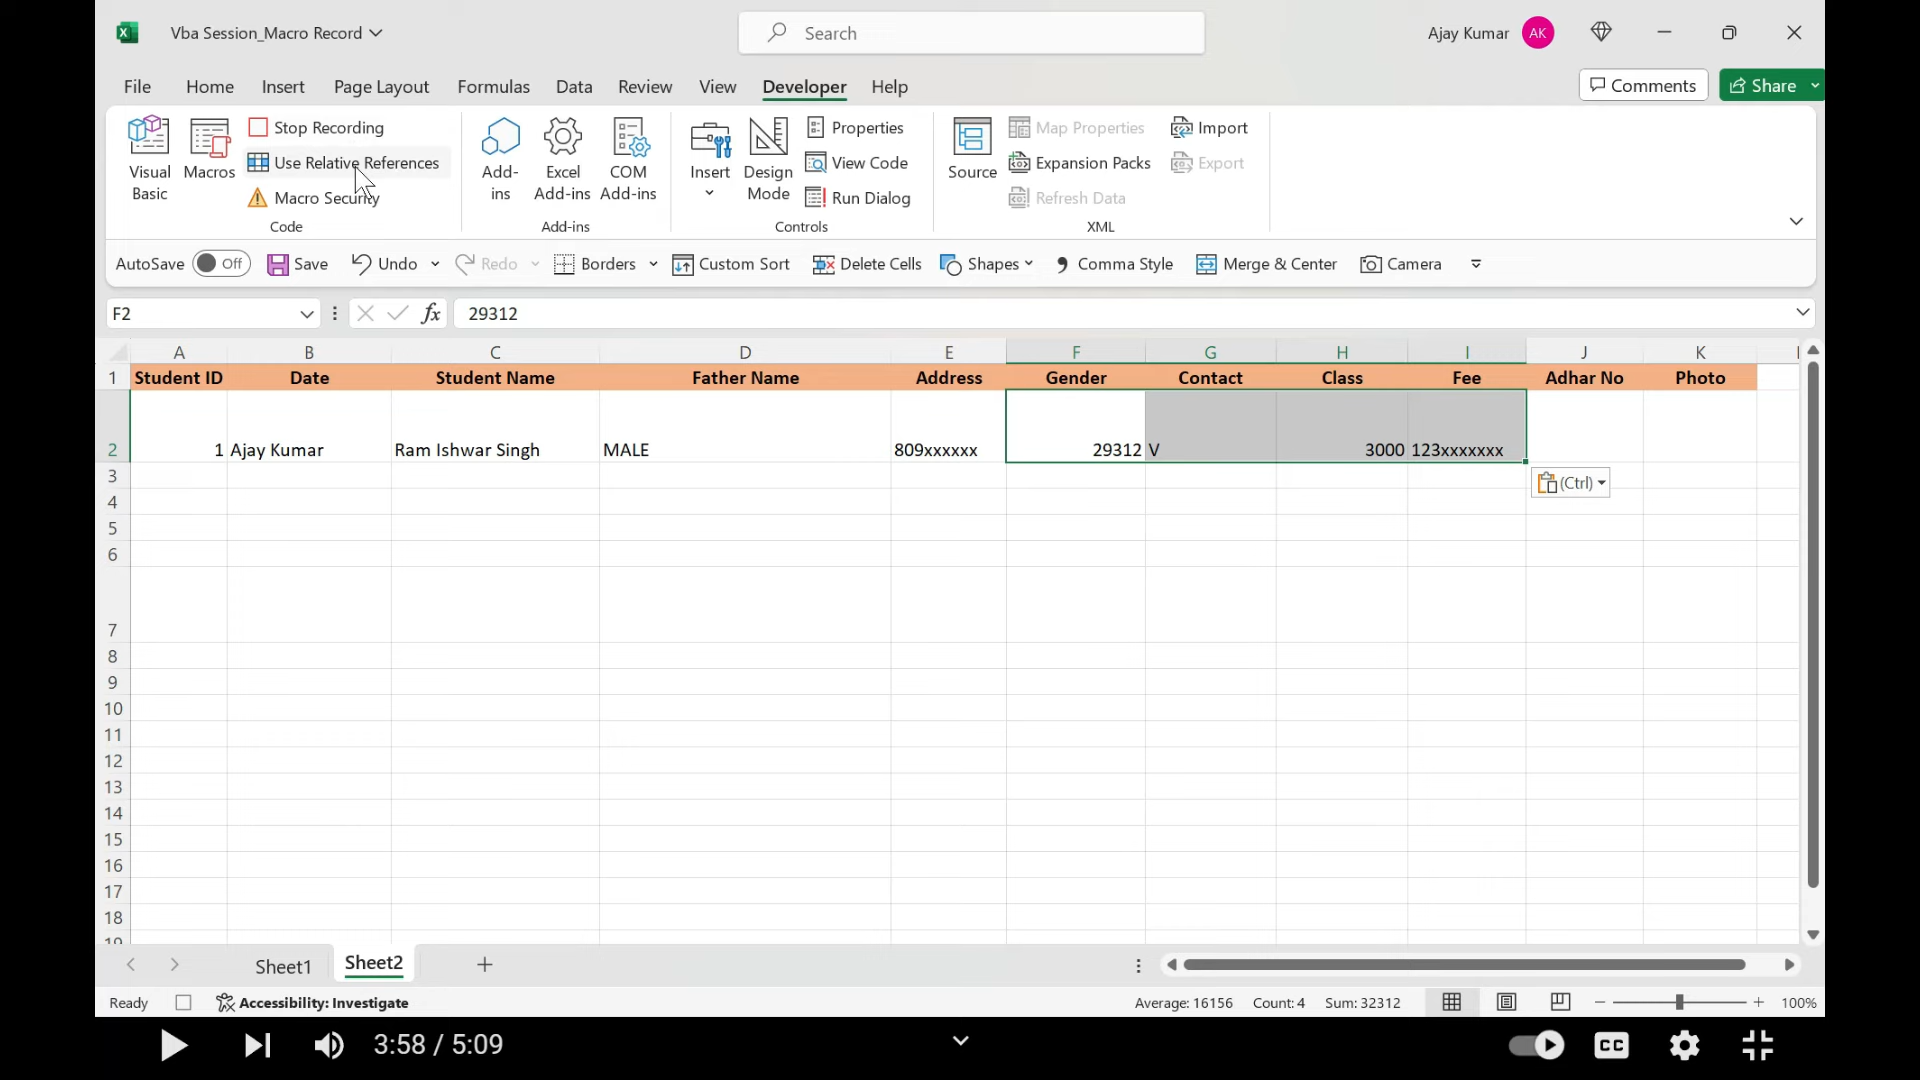 Vba Session_Macro Record
Search
Ajay Kumar AK
File Home Insert Page Layout Formulas Data Review View Developer Help
Comments Share
Visual Basic
Macros
Stop Recording
Use Relative References
Macro Security
Code
Add-ins
Excel Add-ins
COM Add-ins
Add-ins
Insert
Design Mode
Properties
View Code
Run Dialog
Controls
Source
Map Properties
Expansion Packs
Refresh Data
Import
Export
XML
AutoSave Off Save Undo Redo Borders Custom Sort Delete Cells Shapes Comma Style Merge & Center Camera
F2 fx 29312
A B C D E F G H I J K
1 Student ID Date Student Name Father Name Address Gender Contact Class Fee Adhar No Photo
2 1 Ajay Kumar Ram Ishwar Singh MALE 809xxxxxx 29312 V 3000 123xxxxxxx
3
(Ctrl)
4
5
6
7
8
9
10
11
12
13
14
15
16
17
18
19
Sheet1 Sheet2
Ready Accessibility: Investigate Average: 16156 Count: 4 Sum: 32312 100%
3:58 / 5:09 CC